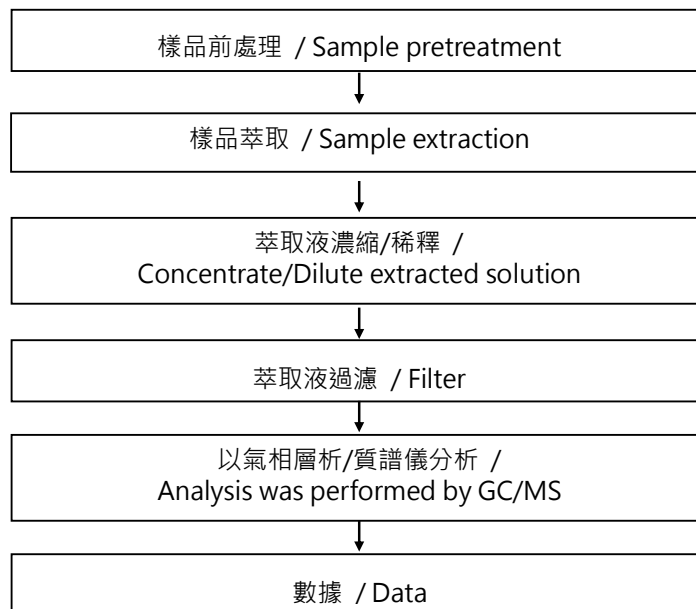 樣品前處理 / Sample pretreatment
樣品萃取 / Sample extraction
萃取液濃縮/稀釋 /
Concentrate/Dilute extracted solution
萃取液過濾 / Filter
以氣相層析/質譜儀分析 /
Analysis was performed by GC/MS
數據 / Data